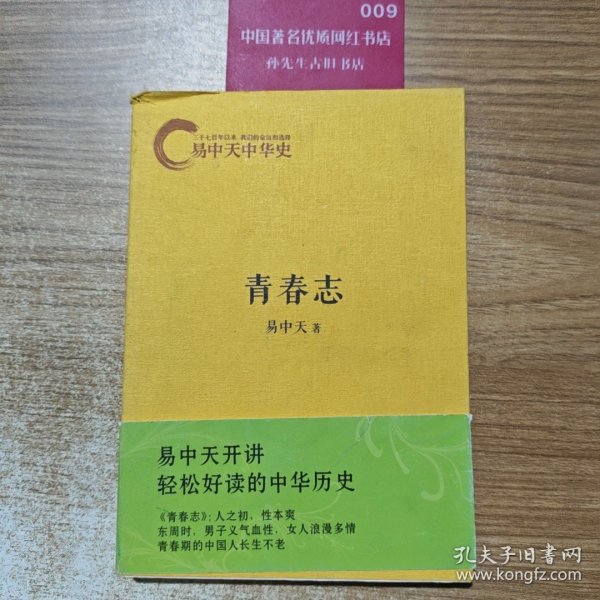 009
中国著名优质网红书店
孙先生古旧书店
三千七百年以来 我们的命运和选择
易中天中华史
青春志
易中天 著
易中天开讲
轻松好读的中华历史
《青春志》：人之初，性本爽
东周时，男子义气血性，女人浪漫多情
青春期的中国人长生不老
孔夫子旧书网
www.kongfz.com